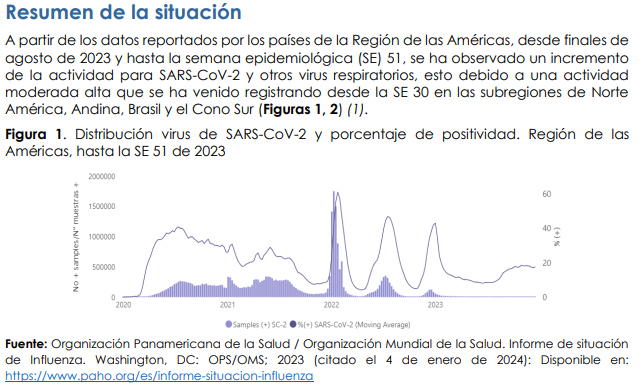 Resumen de la situación
A partir de los datos reportados por los países de la Región de las Américas, desde finales de
agosto de 2023 y hasta la semana epidemiológica (SE) 51, se ha observado un incremento
de la actividad para SARS-CoV-2 y otros virus respiratorios, esto debido a una actividad
moderada alta que se ha venido registrando desde la SE 30 en las subregiones de Norte
América, Andina, Brasil y el Cono Sur (Figuras 1, 2) (1).
Figura 1. Distribución virus de SARS-CoV-2 y porcentaje de positividad. Región de las
Américas, hasta la SE 51 de 2023
No + samples/N° muestras +
2000000
1500000
1000000
500000
0
60
40
20
0
% (+)
2020 2021 2022 2023
Samples (+) SC-2 %(+) SARS-CoV-2 (Moving Average)
Fuente: Organización Panamericana de la Salud / Organización Mundial de la Salud. Informe de situación
de Influenza. Washington, DC: OPS/OMS; 2023 (citado el 4 de enero de 2024): Disponible en:
https://www.paho.org/es/informe-situacion-influenza